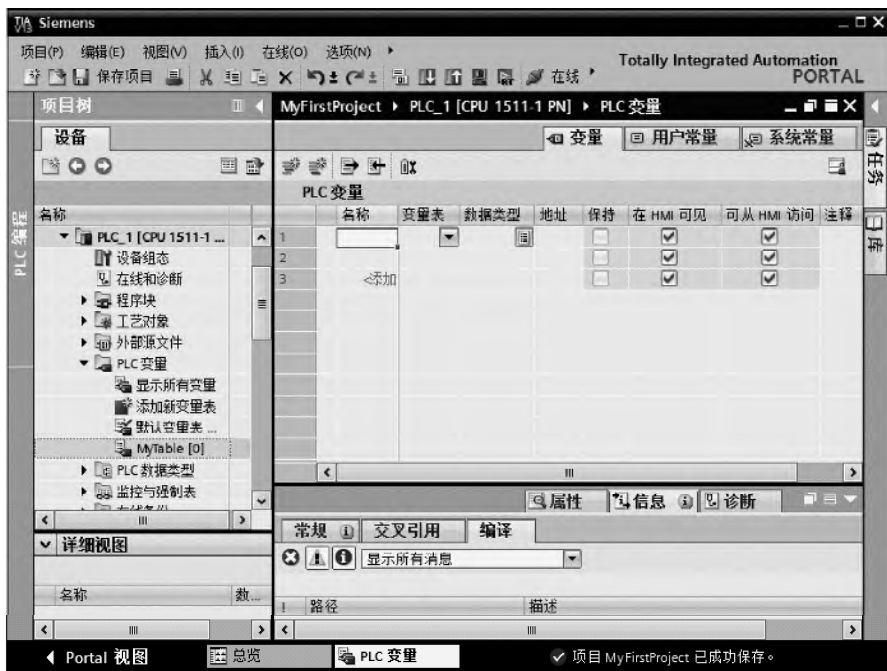 Siemens
项目(P) 编辑(E) 视图(V) 插入(I) 在线(O) 选项(N)
Totally Integrated Automation
PORTAL
保存项目 在线
项目树
MyFirstProject PLC_1 [CPU 1511-1 PN] PLC 变量
设备
变量 用户常量 系统常量
PLC 变量
名称
名称 变量表 数据类型 地址 保持 在 HMI 可见 可从 HMI 访问 注释
PLC_1 [CPU 1511-1 ...
设备组态
在线和诊断
程序块
工艺对象
外部源文件
PLC 变量
显示所有变量
添加新变量表
默认变量表 ...
MyTable [0]
PLC 数据类型
监控与强制表
1
2
3 <添加
PLC 编程
任务
库
属性 信息 诊断
常规 交叉引用 编译
显示所有消息
! 路径 描述
详细视图
名称 数...
Portal 视图 总览 PLC 变量 项目 MyFirstProject 已成功保存。